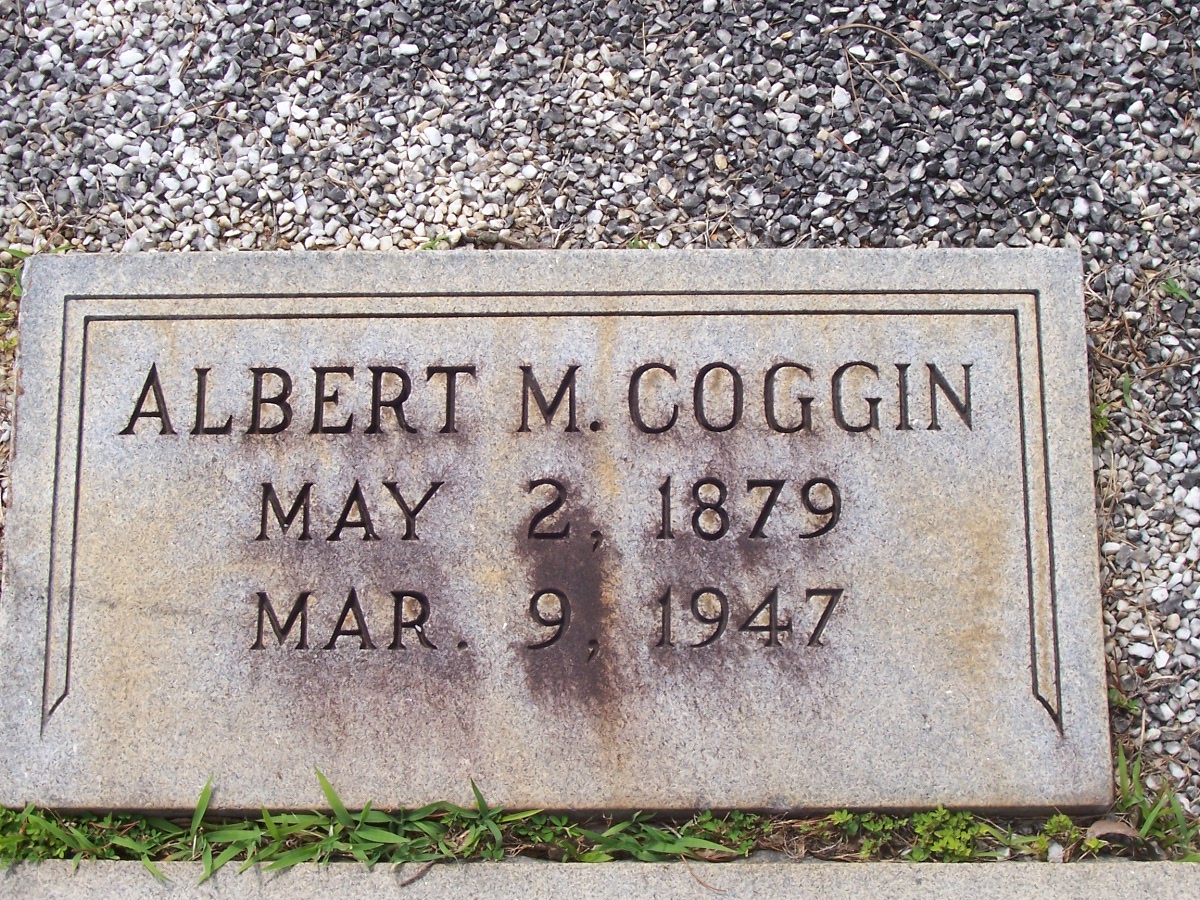 ALBERT M. COGGIN
MAY 2, 1879
MAR. 9, 1947